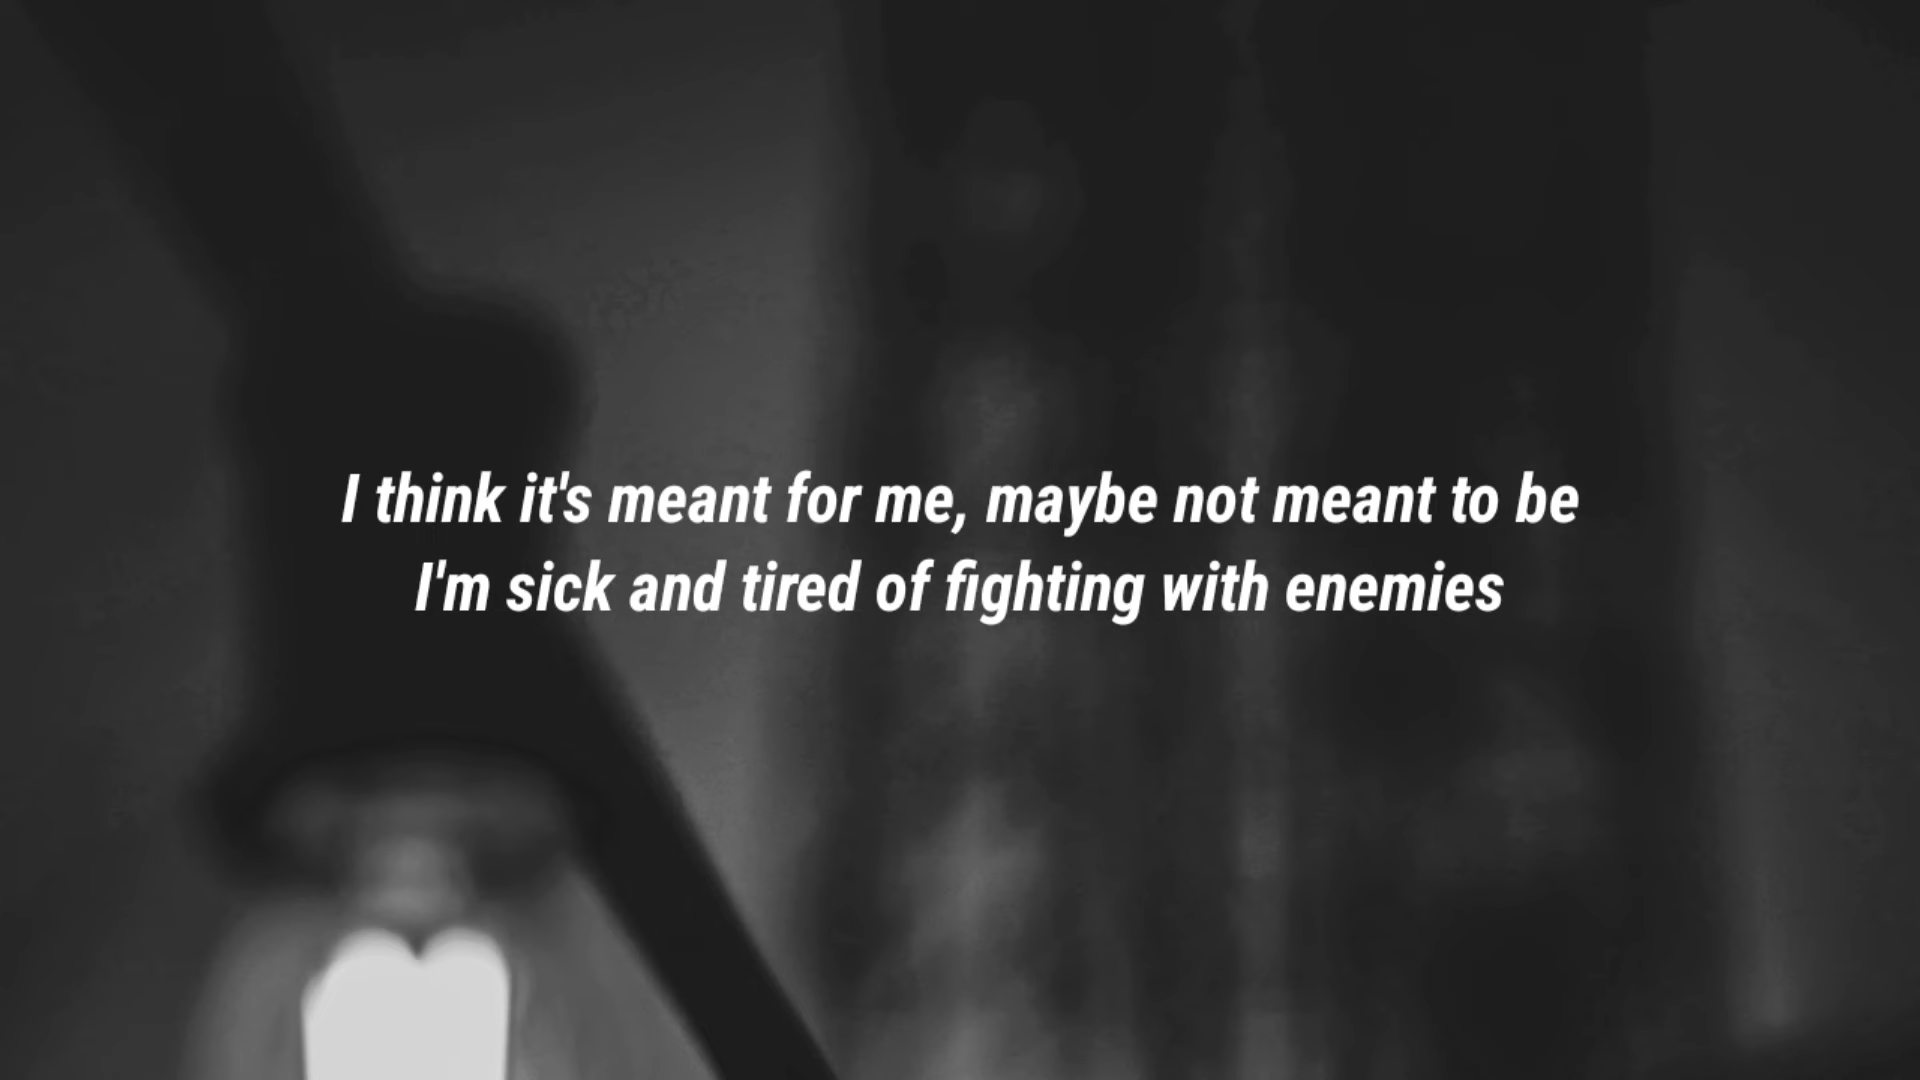 I think it's meant for me, maybe not meant to be
I'm sick and tired of fighting with enemies